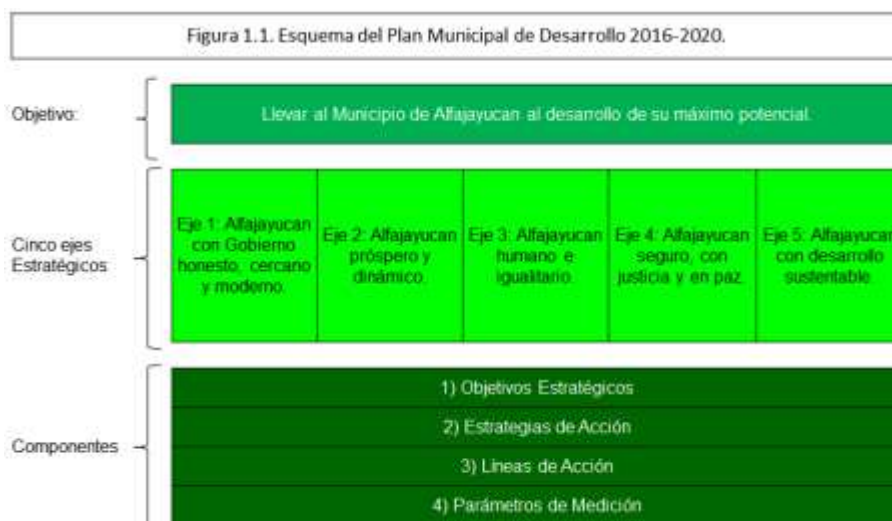 Figura 1.1. Esquema del Plan Municipal de Desarrollo 2016-2020.
Objetivo:
Llevar al Municipio de Alfajayucan al desarrollo de su máximo potencial.
Cinco ejes
Estratégicos
Eje 1: Alfajayucan
con Gobierno
honesto, cercano
y moderno.
Eje 2: Alfajayucan
próspero y
dinámico.
Eje 3: Alfajayucan
humano e
igualitario.
Eje 4: Alfajayucan
seguro, con
justicia y en paz.
Eje 5: Alfajayucan
con desarrollo
sustentable.
Componentes
1) Objetivos Estratégicos
2) Estrategias de Acción
3) Líneas de Acción
4) Parámetros de Medición